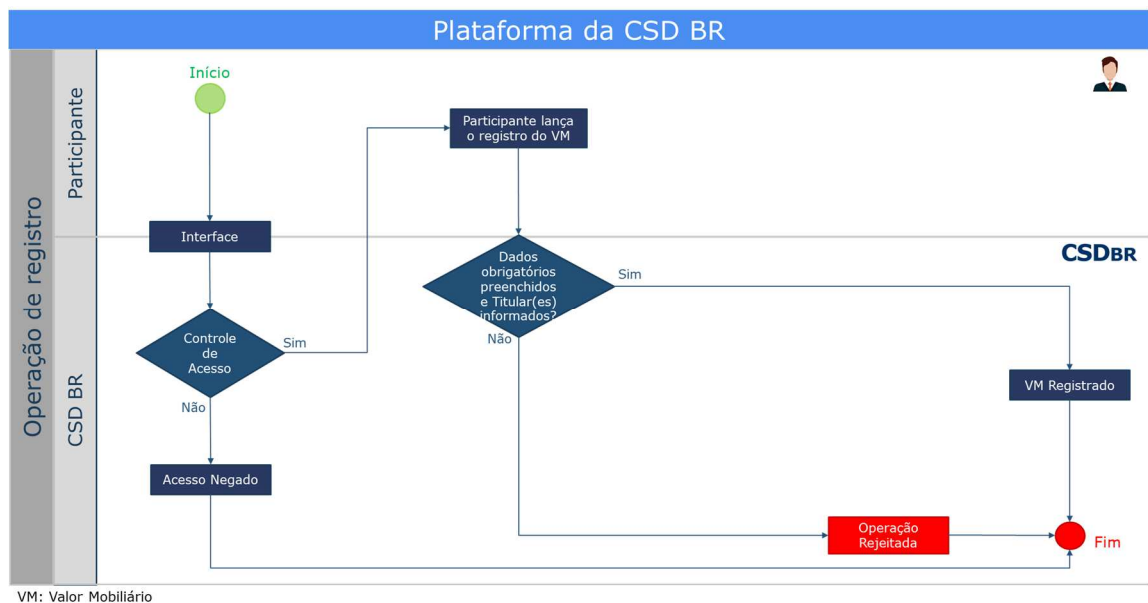 Plataforma da CSD BR
Operação de registro
Participante
CSD BR
Início
Participante lança
o registro do VM
Interface
CSDBR
Dados
obrigatórios
preenchidos
e Titular(es)
informados?
Sim
Não
Controle
de
Acesso
Sim
Não
VM Registrado
Acesso Negado
Operação
Rejeitada
Fim
VM: Valor Mobiliário